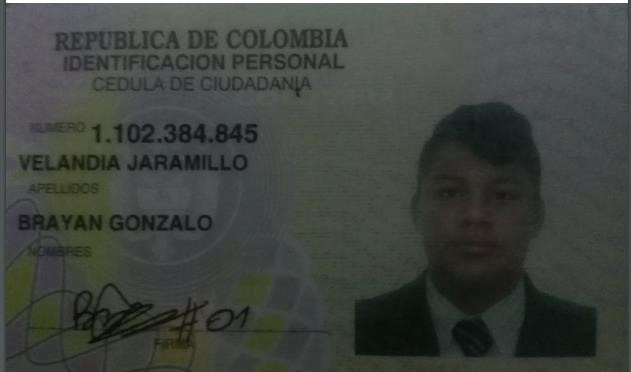 REPUBLICA DE COLOMBIA
IDENTIFICACION PERSONAL
CEDULA DE CIUDADANIA
NUMERO 1.102.384.845
VELANDIA JARAMILLO
APELLIDOS
BRAYAN GONZALO
NOMBRES
#01
FIRMA